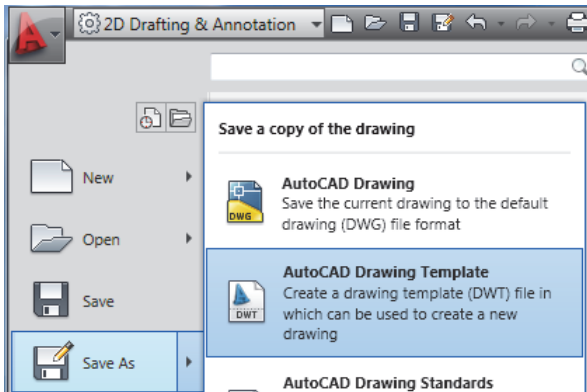 2D Drafting & Annotation
Save a copy of the drawing
New
AutoCAD Drawing
Save the current drawing to the default
drawing (DWG) file format
DWG
Open
AutoCAD Drawing Template
Create a drawing template (DWT) file in
which can be used to create a new
drawing
DWT
Save
Save As
AutoCAD Drawing Standards